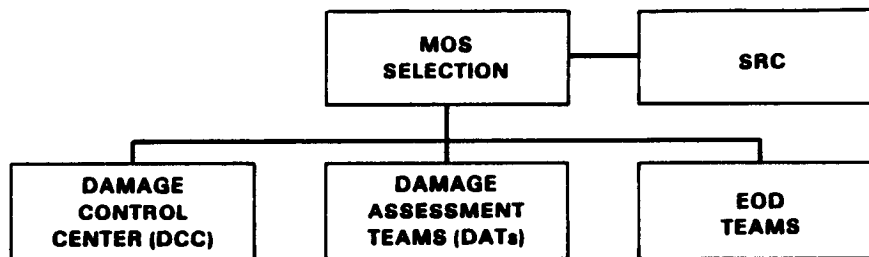 MOS
SELECTION
SRC
DAMAGE
CONTROL
CENTER (DCC)
DAMAGE
ASSESSMENT
TEAMS (DATs)
EOD
TEAMS